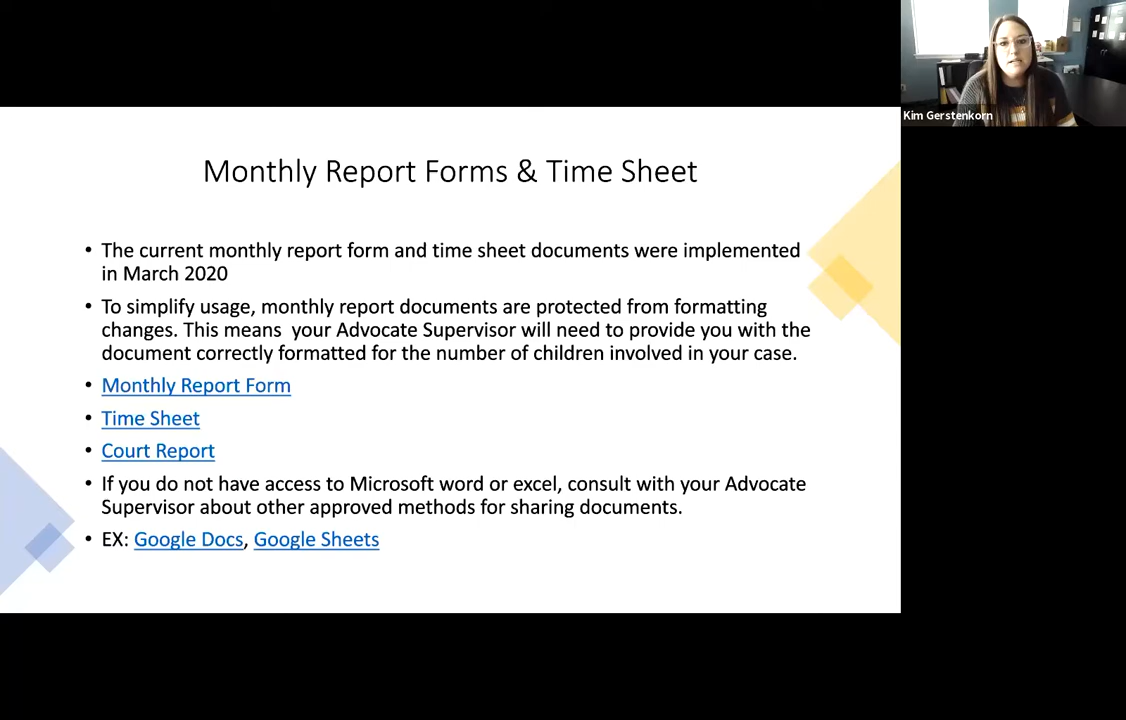 Kim Gerstenkorn
Monthly Report Forms & Time Sheet
• The current monthly report form and time sheet documents were implemented
in March 2020
• To simplify usage, monthly report documents are protected from formatting
changes. This means  your Advocate Supervisor will need to provide you with the
document correctly formatted for the number of children involved in your case.
• Monthly Report Form
• Time Sheet
• Court Report
• If you do not have access to Microsoft word or excel, consult with your Advocate
Supervisor about other approved methods for sharing documents.
• EX: Google Docs, Google Sheets